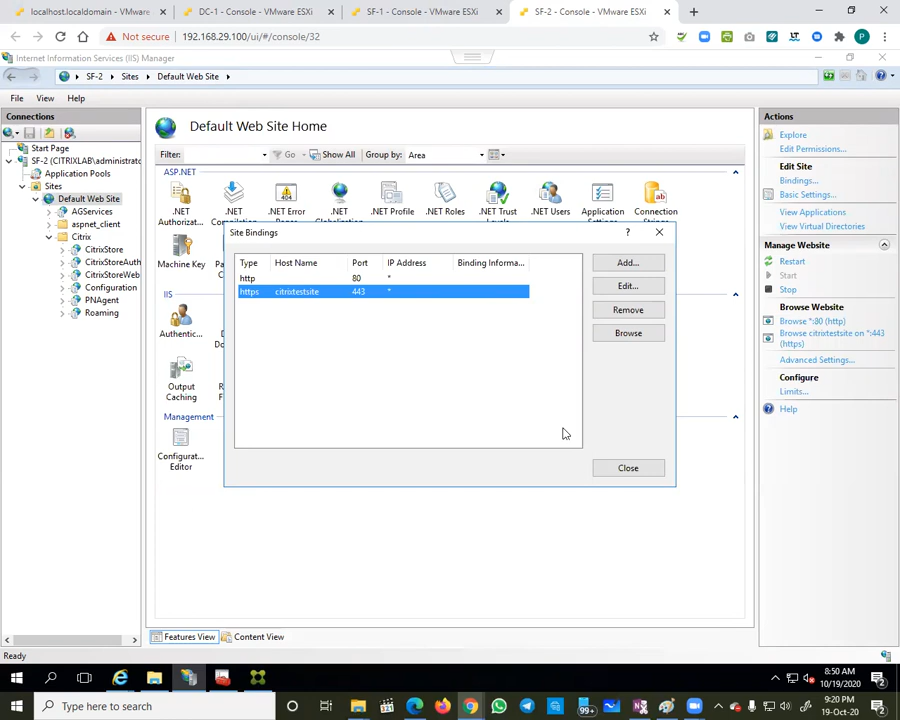 localhost.localdomain - VMware
DC-1 - Console - VMware ESXi
SF-1 - Console - VMware ESXi
SF-2 - Console - VMware ESXi
Not secure
192.168.29.100/ui/#/console/32
P
Internet Information Services (IIS) Manager
SF-2
Sites
Default Web Site
File
View
Help
Connections
Start Page
SF-2 (CITRIXLAB\administrato
Application Pools
Sites
Default Web Site
AGServices
aspnet_client
Citrix
CitrixStore
CitrixStoreAuth
CitrixStoreWeb
Configuration
PNAgent
Roaming
Default Web Site Home
Filter:
Go
Show All
Group by:
Area
ASP.NET
.NET
Authorizat...
.NET
.NET Error
.NET
.NET Profile
.NET Roles
.NET Trust
.NET Users
Application
Connection
Machine Key
IIS
Authentic...
Output
Caching
Management
Configurat...
Editor
Site Bindings
?
Type
Host Name
Port
IP Address
Binding Informa...
http
80
*
https
citrixtestsite
443
*
Add...
Edit...
Remove
Browse
Close
Actions
Explore
Edit Permissions...
Edit Site
Bindings...
Basic Settings...
View Applications
View Virtual Directories
Manage Website
Restart
Start
Stop
Browse Website
Browse *:80 (http)
Browse citrixtestsite on *:443
(https)
Advanced Settings...
Configure
Limits...
Help
Features View
Content View
Ready
8:50 AM
10/19/2020
2
Type here to search
99+
9:20 PM
19-Oct-20
2